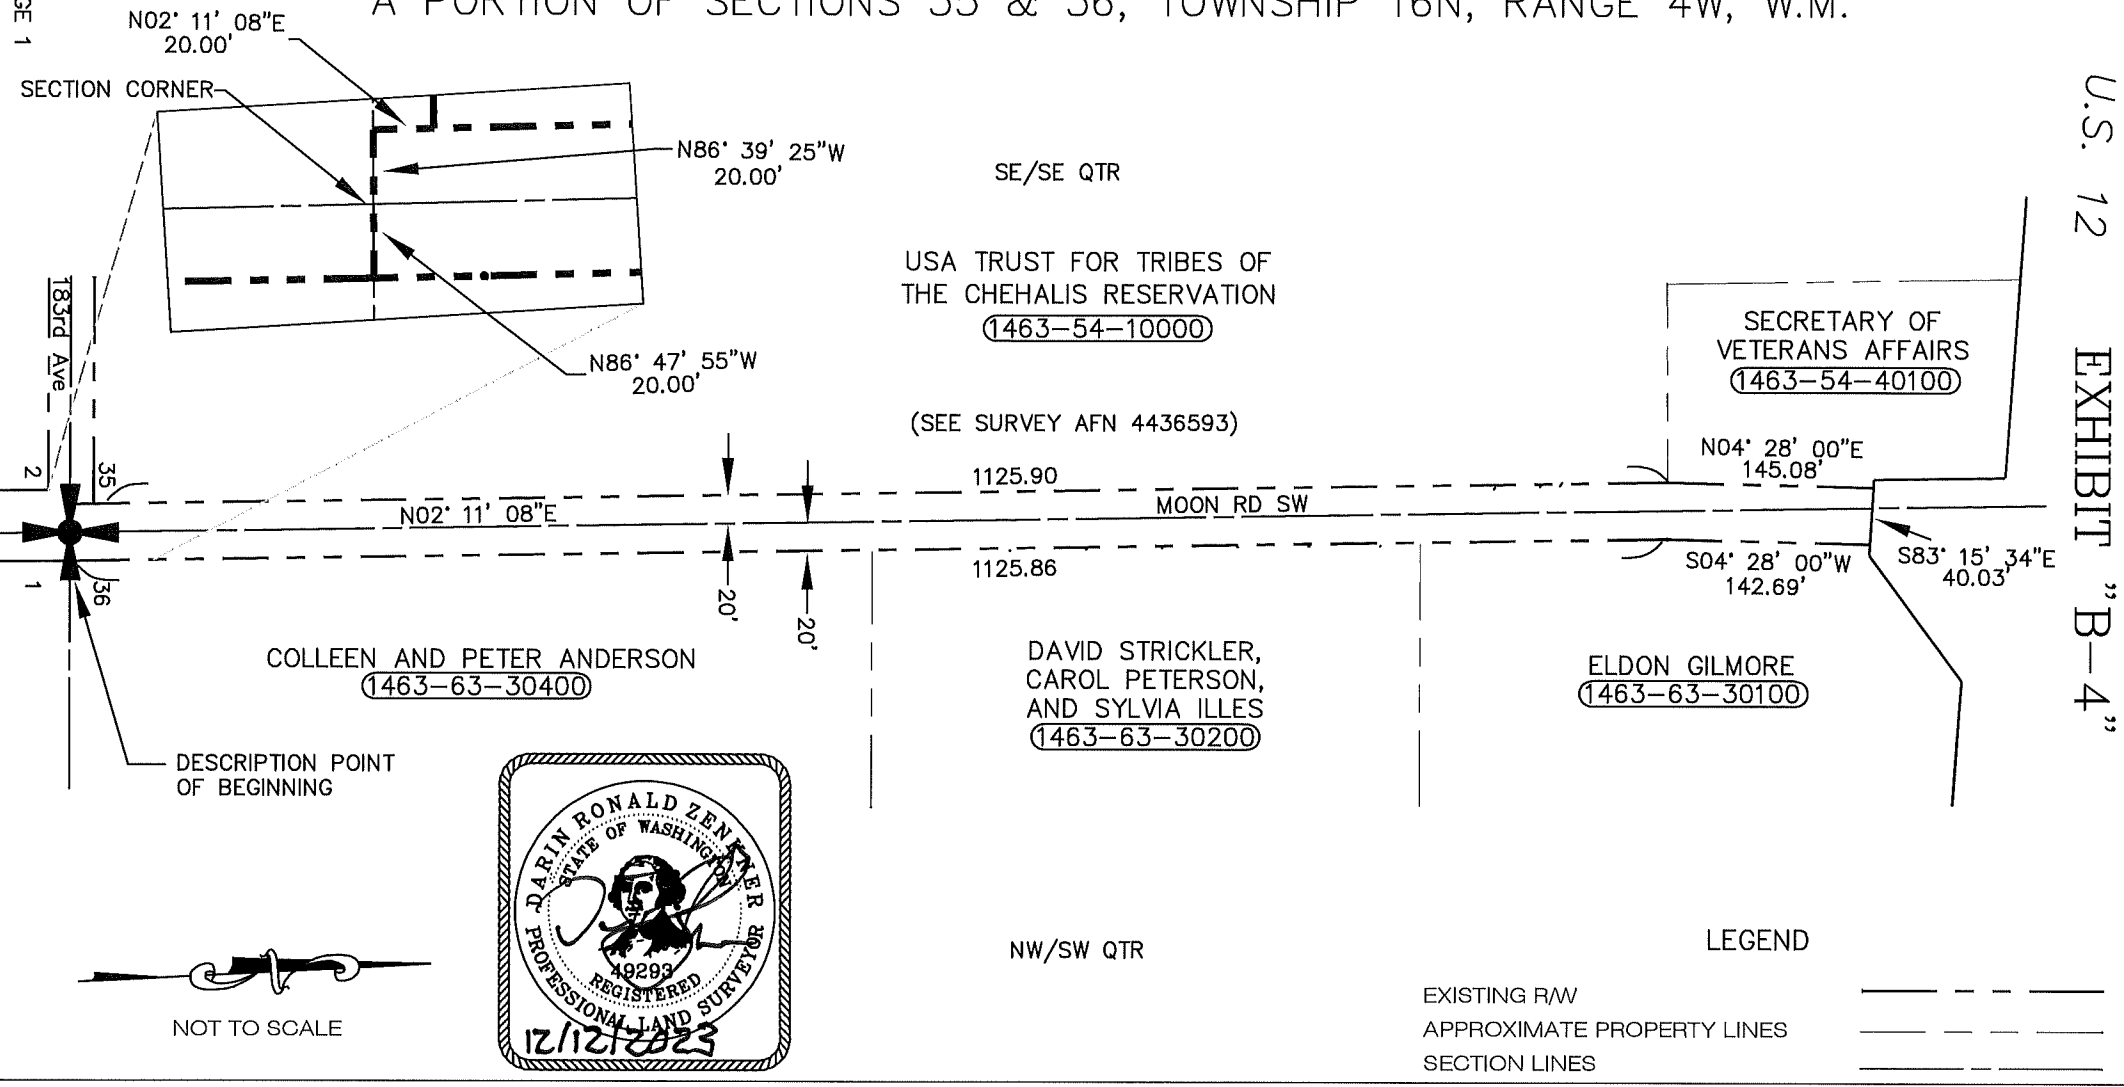 A PORTION OF SECTIONS 35 & 36, TOWNSHIP 16N, RANGE 4W, W.M.
GE 1
N02° 11' 08"E
20.00'
SECTION CORNER
N86° 39' 25"W
20.00'
N86° 47' 55"W
20.00'
SE/SE QTR
U.S. 12
EXHIBIT "B-4"
USA TRUST FOR TRIBES OF
THE CHEHALIS RESERVATION
1463-54-10000
SECRETARY OF
VETERANS AFFAIRS
1463-54-40100
183rd Ave
(SEE SURVEY AFN 4436593)
N04° 28' 00"E
145.08'
2
35
1125.90
N02° 11' 08"E
MOON RD SW
1125.86
1
36
20'
20'
S04° 28' 00"W
142.69'
S83° 15' 34"E
40.03'
COLLEEN AND PETER ANDERSON
1463-63-30400
DAVID STRICKLER,
CAROL PETERSON,
AND SYLVIA ILLES
1463-63-30200
ELDON GILMORE
1463-63-30100
DESCRIPTION POINT
OF BEGINNING
DARIN RONALD ZENKNER
STATE OF WASHINGTON
49293
REGISTERED
PROFESSIONAL LAND SURVEYOR
12/12/2023
NOT TO SCALE
NW/SW QTR
LEGEND
EXISTING R/W
APPROXIMATE PROPERTY LINES
SECTION LINES